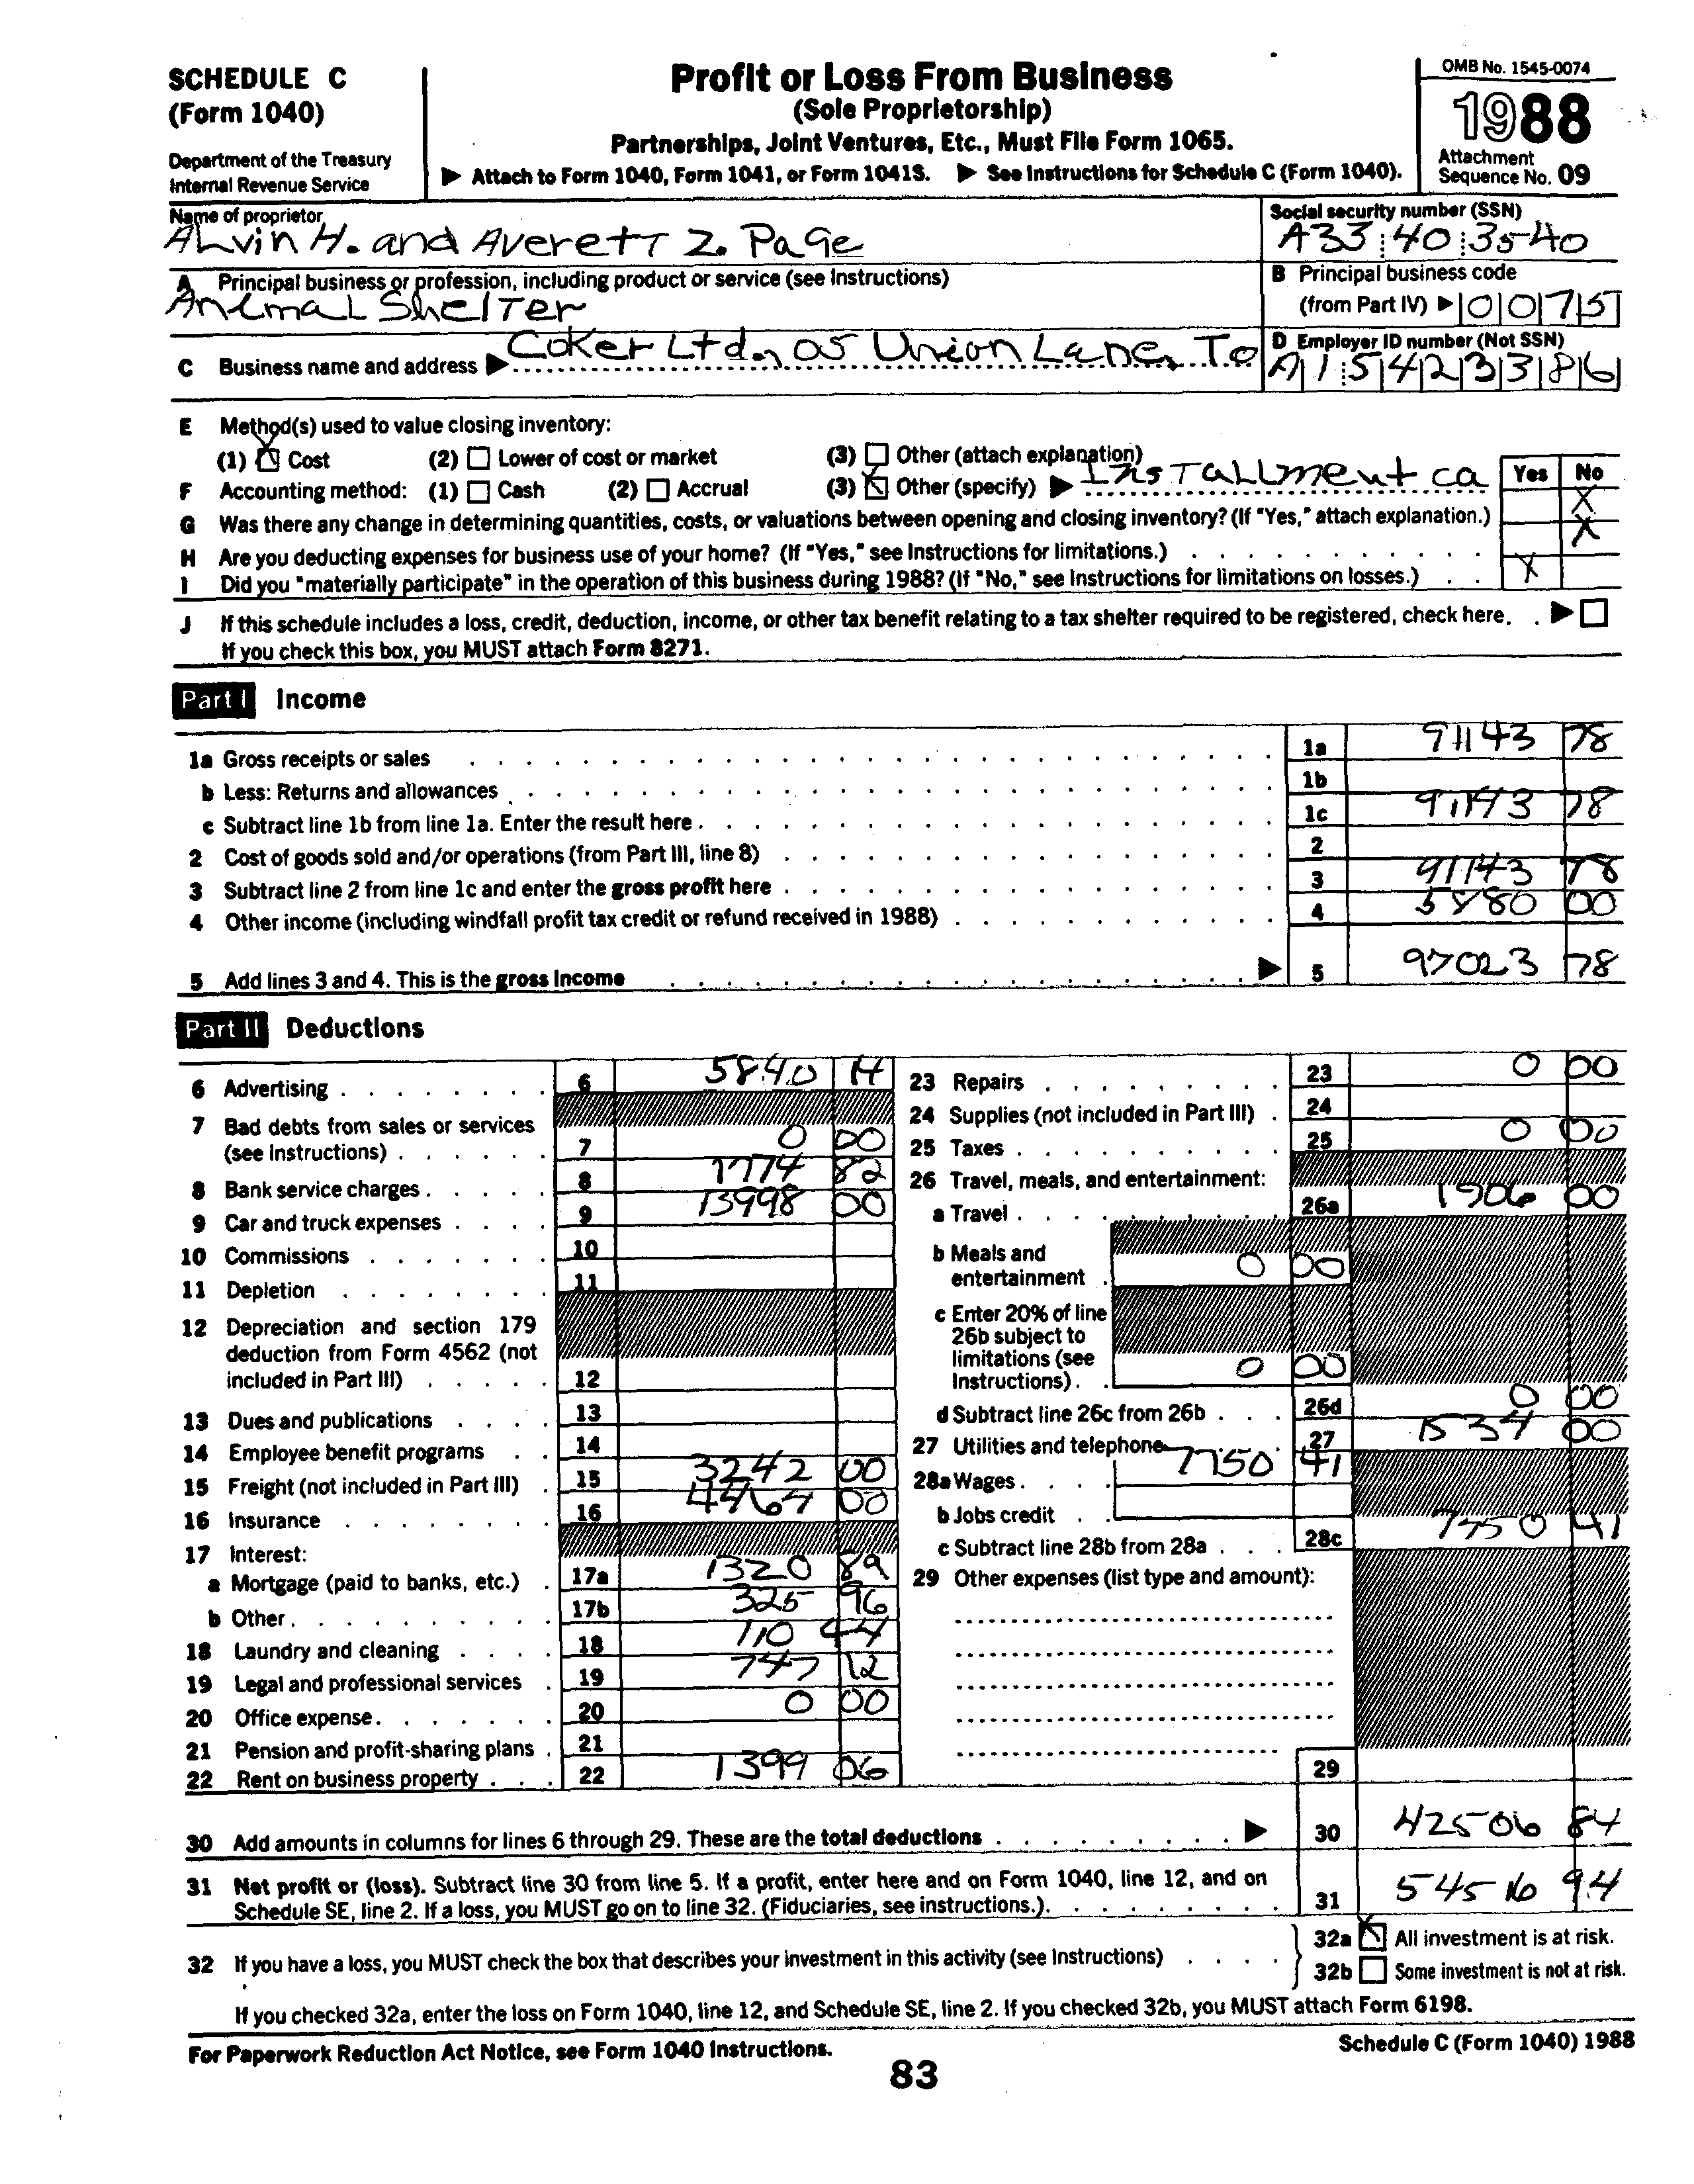 SCHEDULE C
(Form 1040)
Department of the Treasury
Internal Revenue Service
Profit or Loss From Business
(Sole Proprietorship)
Partnerships, Joint Ventures, Etc., Must File Form 1065.
▶ Attach to Form 1040, Form 1041, or Form 1041S. ▶ See Instructions for Schedule C (Form 1040).
OMB No. 1545-0074
1988
Attachment
Sequence No. 09
Name of proprietor
Alvin H. and Averett Z. Page
Social security number (SSN)
A33 40 3540
A Principal business or profession, including product or service (see Instructions)
Animal Shelter
B Principal business code
(from Part IV) ▶ 0 0 7 5
C Business name and address ▶ Coker Ltd., 05 Union Lane, To
D Employer ID number (Not SSN)
A 1 5 4 2 3 3 8 6
E Method(s) used to value closing inventory:
(1) ☒ Cost (2) ☐ Lower of cost or market (3) ☐ Other (attach explanation)
F Accounting method: (1) ☐ Cash (2) ☐ Accrual (3) ☒ Other (specify) ▶ Installment ca
Yes No
G Was there any change in determining quantities, costs, or valuations between opening and closing inventory? (If "Yes," attach explanation.) X
H Are you deducting expenses for business use of your home? (If "Yes," see Instructions for limitations.) X
I Did you "materially participate" in the operation of this business during 1988? (If "No," see Instructions for limitations on losses.) X
J If this schedule includes a loss, credit, deduction, income, or other tax benefit relating to a tax shelter required to be registered, check here. ▶ ☐
If you check this box, you MUST attach Form 8271.
Part I Income
1a Gross receipts or sales 1a 91143 78
b Less: Returns and allowances 1b
c Subtract line 1b from line 1a. Enter the result here 1c 91143 78
2 Cost of goods sold and/or operations (from Part III, line 8) 2
3 Subtract line 2 from line 1c and enter the gross profit here 3 91143 78
4 Other income (including windfall profit tax credit or refund received in 1988) 4 5880 00
5 Add lines 3 and 4. This is the gross income ▶ 5 97023 78
Part II Deductions
6 Advertising 6 5840 14
7 Bad debts from sales or services
(see Instructions) 7 0 00
8 Bank service charges 8 1774 82
9 Car and truck expenses 9 13998 00
10 Commissions 10
11 Depletion 11
12 Depreciation and section 179
deduction from Form 4562 (not
included in Part III) 12
13 Dues and publications 13
14 Employee benefit programs 14
15 Freight (not included in Part III) 15 3242 00
16 Insurance 16 4464 00
17 Interest:
a Mortgage (paid to banks, etc.) 17a 1320 89
b Other 17b 325 96
18 Laundry and cleaning 18 110 44
19 Legal and professional services 19 747 12
20 Office expense 20 0 00
21 Pension and profit-sharing plans 21
22 Rent on business property 22 1399 06
23 Repairs 23 0 00
24 Supplies (not included in Part III) 24
25 Taxes 25 0 00
26 Travel, meals, and entertainment:
a Travel 26a 1906 00
b Meals and
entertainment 0 00
c Enter 20% of line
26b subject to
limitations (see
Instructions) 0 00
d Subtract line 26c from 26b 26d 0 00
27 Utilities and telephone 27 1534 00
28a Wages 7750 41
b Jobs credit
c Subtract line 28b from 28a 28c 7750 41
29 Other expenses (list type and amount):
29
30 Add amounts in columns for lines 6 through 29. These are the total deductions ▶ 30 42506 84
31 Net profit or (loss). Subtract line 30 from line 5. If a profit, enter here and on Form 1040, line 12, and on
Schedule SE, line 2. If a loss, you MUST go on to line 32. (Fiduciaries, see instructions.) 31 54516 94
32 If you have a loss, you MUST check the box that describes your investment in this activity (see Instructions)
32a ☒ All investment is at risk.
32b ☐ Some investment is not at risk.
If you checked 32a, enter the loss on Form 1040, line 12, and Schedule SE, line 2. If you checked 32b, you MUST attach Form 6198.
For Paperwork Reduction Act Notice, see Form 1040 Instructions.
Schedule C (Form 1040) 1988
83